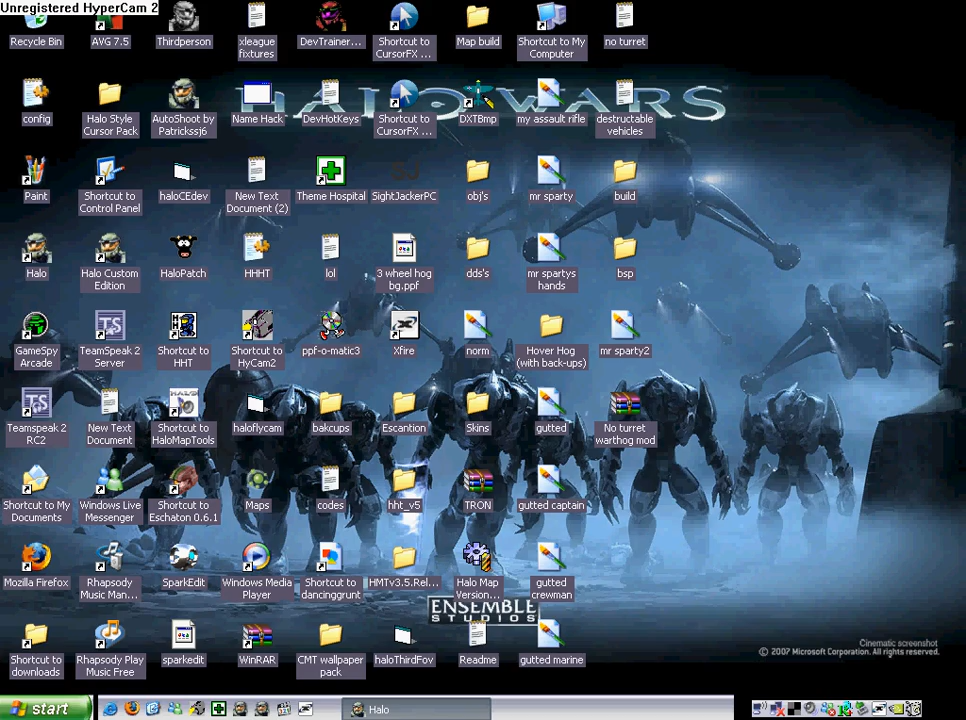 Unregistered HyperCam 2
Recycle Bin
AVG 7.5
Thirdperson
xleague
fixtures
DevTrainer...
Shortcut to
CursorFX ...
Map build
Shortcut to My
Computer
no turret
HALO WARS
config
Halo Style
Cursor Pack
AutoShoot by
Patrickssj6
Name Hack
DevHotKeys
Shortcut to
CursorFX ...
DXTBmp
my assault rifle
destructable
vehicles
Paint
Shortcut to
Control Panel
haloCEdev
New Text
Document (2)
Theme Hospital
SJ
SightJackerPC
obj's
mr sparty
build
Halo
Halo Custom
Edition
HaloPatch
HHHT
lol
3 wheel hog
bg.ppf
dds's
mr spartys
hands
bsp
GameSpy
Arcade
TS
TeamSpeak 2
Server
Shortcut to
HHT
Shortcut to
HyCam2
ppf-o-matic3
Xfire
norm
Hover Hog
(with back-ups)
mr sparty2
TS
Teamspeak 2
RC2
New Text
Document
Shortcut to
HaloMapTools
haloflycam
bakcups
Escantion
Skins
gutted
No turret
warthog mod
Shortcut to My
Documents
Windows Live
Messenger
Shortcut to
Eschaton 0.6.1
Maps
codes
hht_v5
TRON
gutted captain
Mozilla Firefox
Rhapsody
Music Man...
SparkEdit
Windows Media
Player
Shortcut to
dancinggrunt
HMTv3.5.Rel...
Halo Map
Version...
gutted
crewman
ENSEMBLE
STUDIOS
Shortcut to
downloads
Rhapsody Play
Music Free
sparkedit
WinRAR
CMT wallpaper
pack
haloThirdFov
Readme
gutted marine
Cinematic screenshot
© 2007 Microsoft Corporation. All rights reserved.
start
Halo